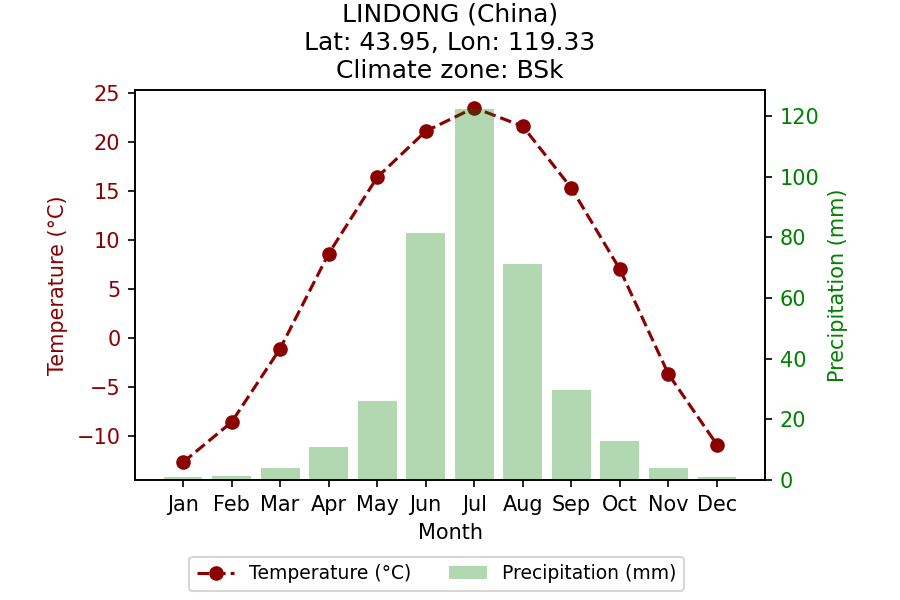 LINDONG (China)
Lat: 43.95, Lon: 119.33
Climate zone: BSk
25
20
15
10
5
0
−5
−10
Temperature (°C)
120
100
80
60
40
20
0
Precipitation (mm)
Jan Feb Mar Apr May Jun Jul Aug Sep Oct Nov Dec
Month
Temperature (°C) Precipitation (mm)